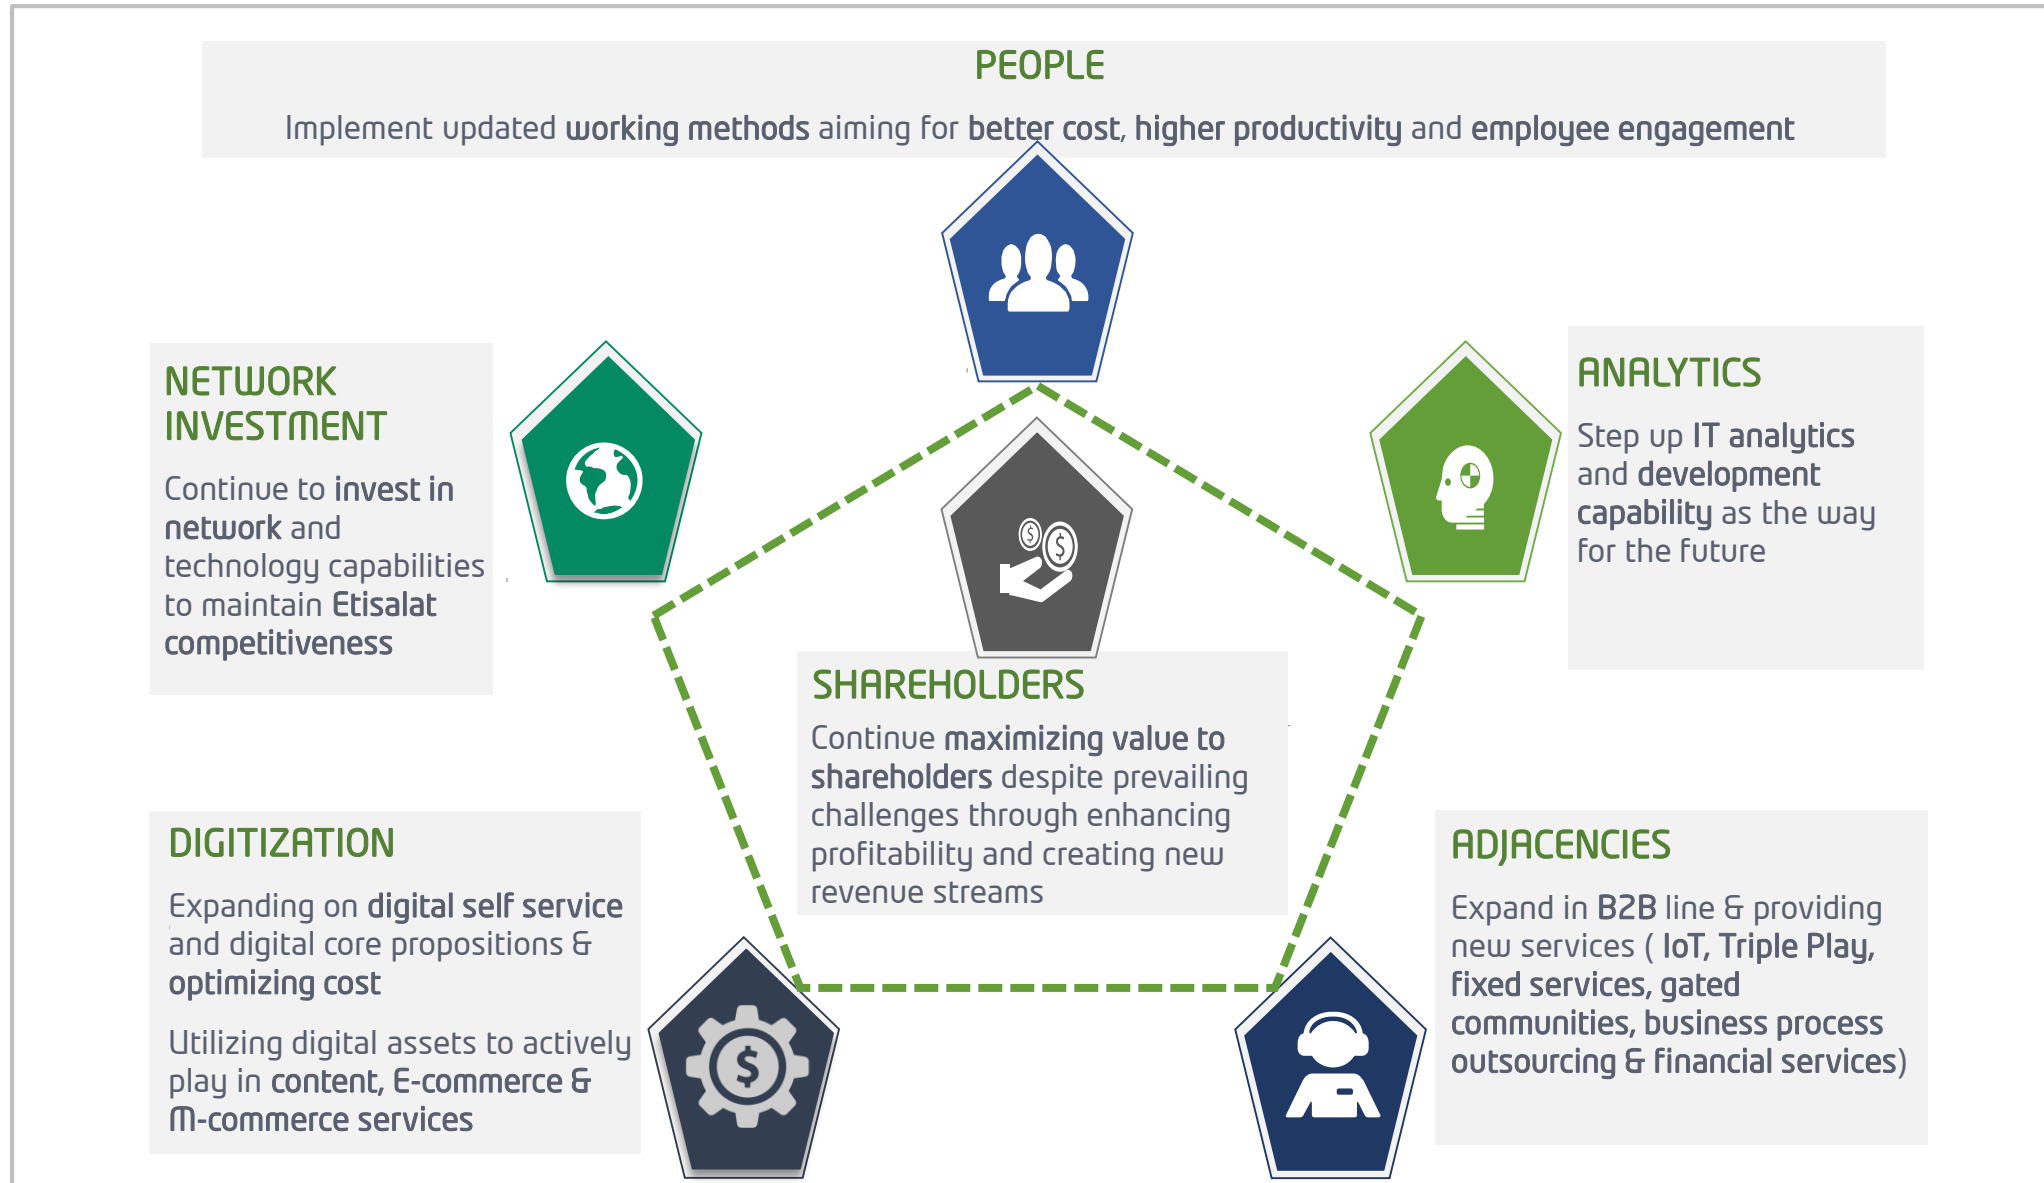 PEOPLE
Implement updated working methods aiming for better cost, higher productivity and employee engagement
NETWORK
INVESTMENT
Continue to invest in
network and
technology capabilities
to maintain Etisalat
competitiveness
ANALYTICS
Step up IT analytics
and development
capability as the way
for the future
SHAREHOLDERS
Continue maximizing value to
shareholders despite prevailing
challenges through enhancing
profitability and creating new
revenue streams
DIGITIZATION
Expanding on digital self service
and digital core propositions &
optimizing cost
Utilizing digital assets to actively
play in content, E-commerce &
M-commerce services
ADJACENCIES
Expand in B2B line & providing
new services ( IoT, Triple Play,
fixed services, gated
communities, business process
outsourcing & financial services)
$ $
$